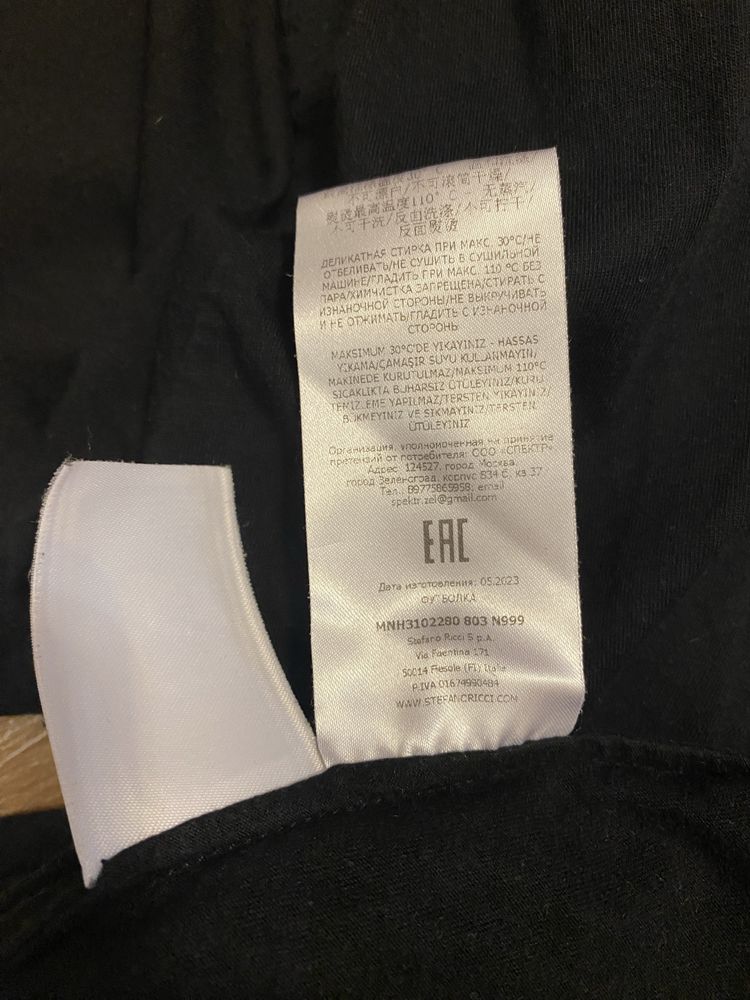 不可漂户/不可滚筒干燥/
熨烫最高温度110°C 无蒸汽/
不可干洗/反面洗涤/不可拧干/
反面熨烫
ДЕЛИКАТНАЯ СТИРКА ПРИ МАКС. 30°C/НЕ
ОТБЕЛИВАТЬ/НЕ СУШИТЬ В СУШИЛЬНОЙ
МАШИНЕ/ГЛАДИТЬ ПРИ МАКС. 110 °C БЕЗ
ПАРА/ХИМЧИСТКА ЗАПРЕЩЕНА/СТИРАТЬ С
ИЗНАНОЧНОЙ СТОРОНЫ/НЕ ВЫКРУЧИВАТЬ
И НЕ ОТЖИМАТЬ/ГЛАДИТЬ С ИЗНАНОЧНОЙ
СТОРОНЫ
MAKSIMUM 30°C'DE YIKAYINIZ - HASSAS
YIKAMA/ÇAMAŞIR SUYU KULLANMAYIN/
MAKINEDE KURUTULMAZ/MAKSIMUM 110°C
SICAKLIKTA BUHARSIZ ÜTÜLEYINIZ/KURU
TEMIZLEME YAPILMAZ/TERSTEN YIKAYINIZ/
BÜKMEYINIZ VE SIKMAYINIZ/TERSTEN
ÜTÜLEYINIZ
Организация, уполномоченная на принятие
претензий от потребителя: ООО «СПЕКТР»
Адрес: 124527, город Москва,
город Зеленоград, корпус 834 С, кв.37
Тел.: 89775865958; email
spektr.zel@gmail.com
EAC
Дата изготовления: 05.2023
ФУТБОЛКА
MNH3102280 803 N999
Stefano Ricci S.p.A.
Via Faentina 171
50014 Fiesole (FI) Italia
P.IVA 01674990484
WWW.STEFANORICCI.COM